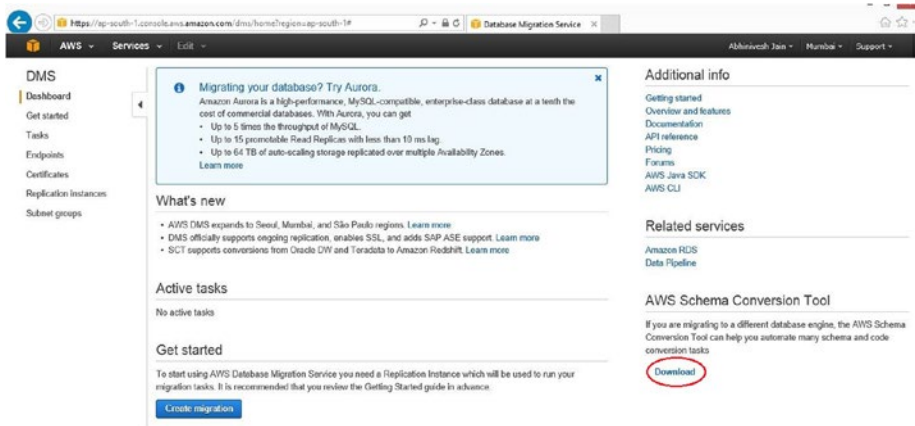 https://ap-south-1.console.aws.amazon.com/dms/home?region=ap-south-1#
Database Migration Service
AWS Services Edit
Abhinivesh Jain Mumbai Support
DMS
Dashboard
Get started
Tasks
Endpoints
Certificates
Replication instances
Subnet groups
Migrating your database? Try Aurora.
Amazon Aurora is a high-performance, MySQL-compatible, enterprise-class database at a tenth the
cost of commercial databases. With Aurora, you can get
• Up to 5 times the throughput of MySQL.
• Up to 15 promotable Read Replicas with less than 10 ms lag.
• Up to 64 TB of auto-scaling storage replicated over multiple Availability Zones.
Learn more
What's new
• AWS DMS expands to Seoul, Mumbai, and São Paulo regions. Learn more
• DMS officially supports ongoing replication, enables SSL, and adds SAP ASE support. Learn more
• SCT supports conversions from Oracle DW and Teradata to Amazon Redshift. Learn more
Active tasks
No active tasks
Get started
To start using AWS Database Migration Service you need a Replication Instance which will be used to run your
migration tasks. It is recommended that you review the Getting Started guide in advance.
Create migration
Additional info
Getting started
Overview and features
Documentation
API reference
Pricing
Forums
AWS Java SDK
AWS CLI
Related services
Amazon RDS
Data Pipeline
AWS Schema Conversion Tool
If you are migrating to a different database engine, the AWS Schema
Conversion Tool can help you automate many schema and code
conversion tasks
Download